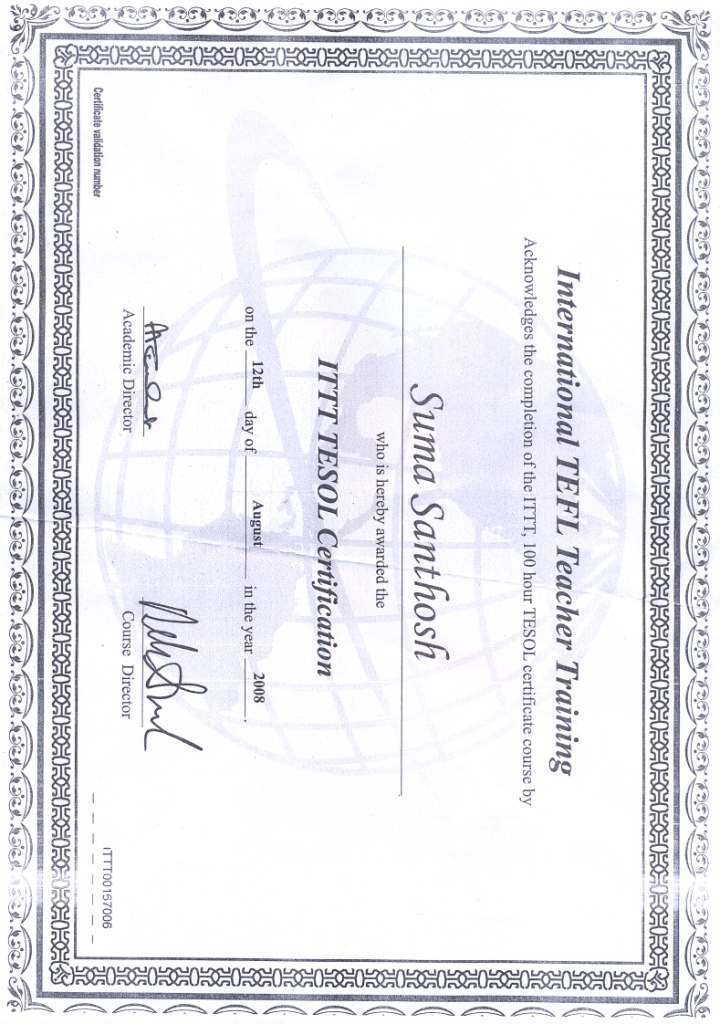 International TEFL Teacher Training
Acknowledges the completion of the ITTT, 100 hour TESOL certificate course by
Suma Santhosh
who is hereby awarded the
ITTT TESOL Certification
on the 12th day of August in the year 2008.
Academic Director Course Director
Certificate validation number ITTT00157006